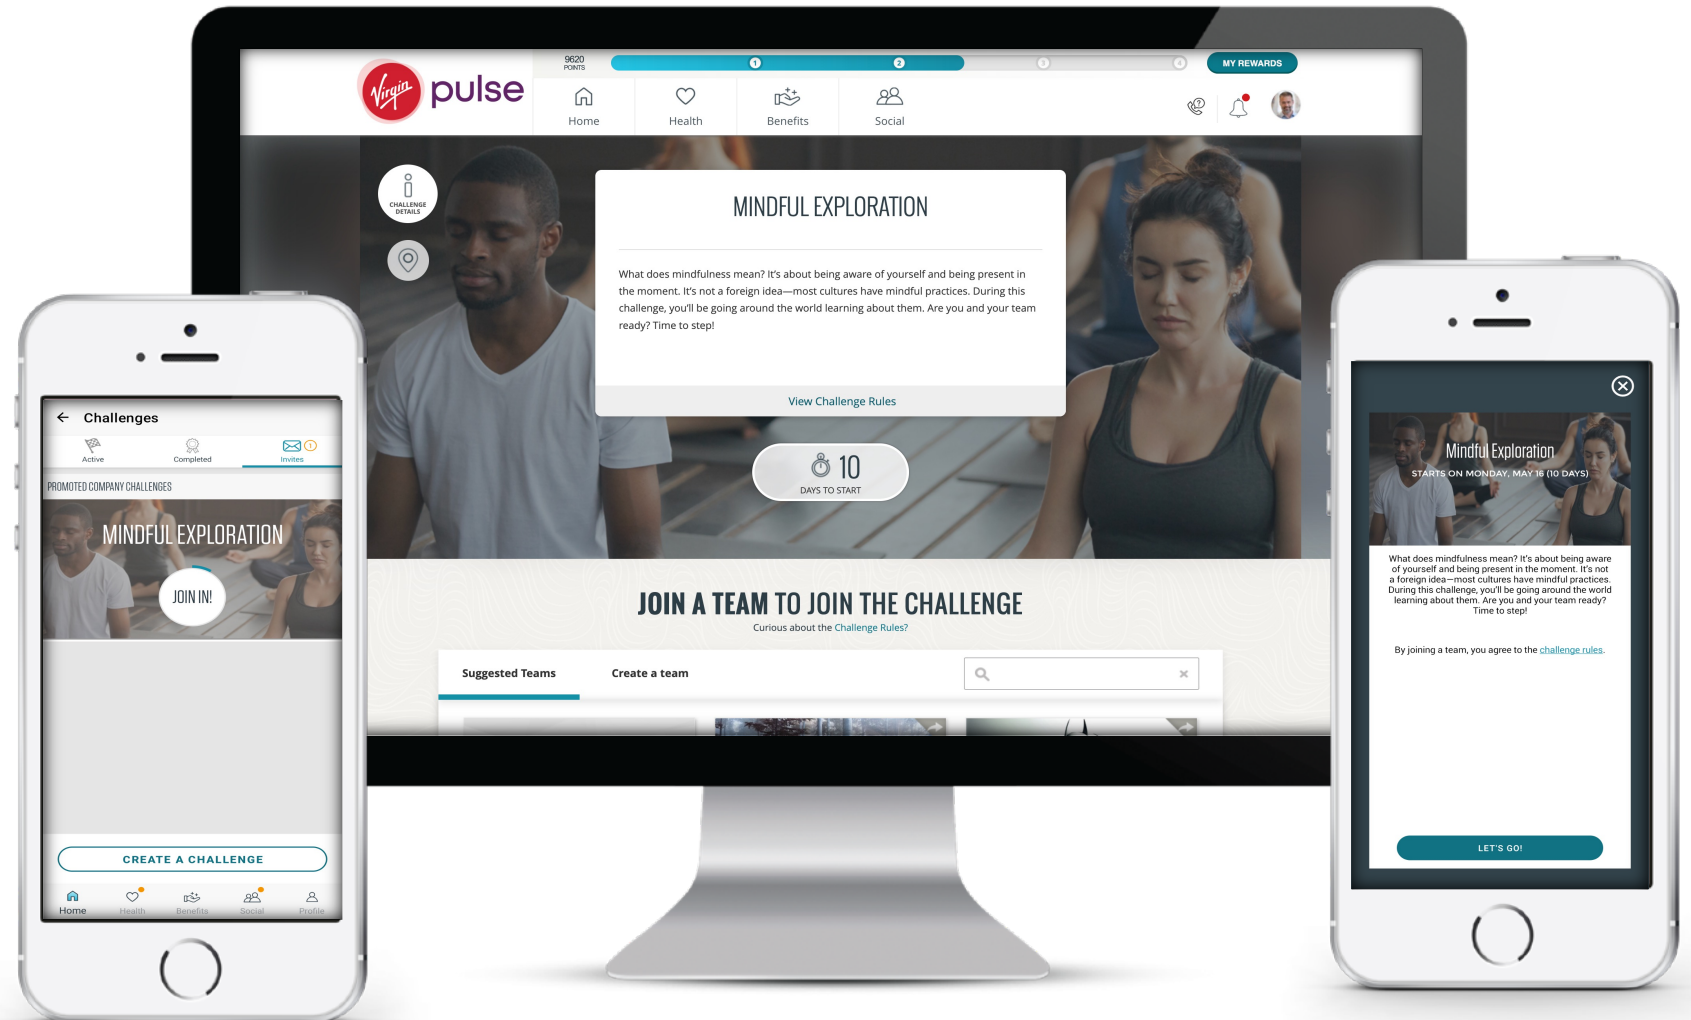 Virgin pulse
9620
POINTS
1
2
3
4
MY REWARDS
Home
Health
Benefits
Social
CHALLENGE
DETAILS
MINDFUL EXPLORATION
What does mindfulness mean? It's about being aware of yourself and being present in
the moment. It's not a foreign idea—most cultures have mindful practices. During this
challenge, you'll be going around the world learning about them. Are you and your team
ready? Time to step!
View Challenge Rules
10
DAYS TO START
JOIN A TEAM TO JOIN THE CHALLENGE
Curious about the Challenge Rules?
Suggested Teams
Create a team
Challenges
Active
Completed
1
Invites
PROMOTED COMPANY CHALLENGES
MINDFUL EXPLORATION
JOIN IN!
CREATE A CHALLENGE
Home
Health
Benefits
Social
Profile
Mindful Exploration
STARTS ON MONDAY, MAY 16 (10 DAYS)
What does mindfulness mean? It's about being aware
of yourself and being present in the moment. It's not
a foreign idea—most cultures have mindful practices.
During this challenge, you'll be going around the world
learning about them. Are you and your team ready?
Time to step!
By joining a team, you agree to the challenge rules.
LET'S GO!